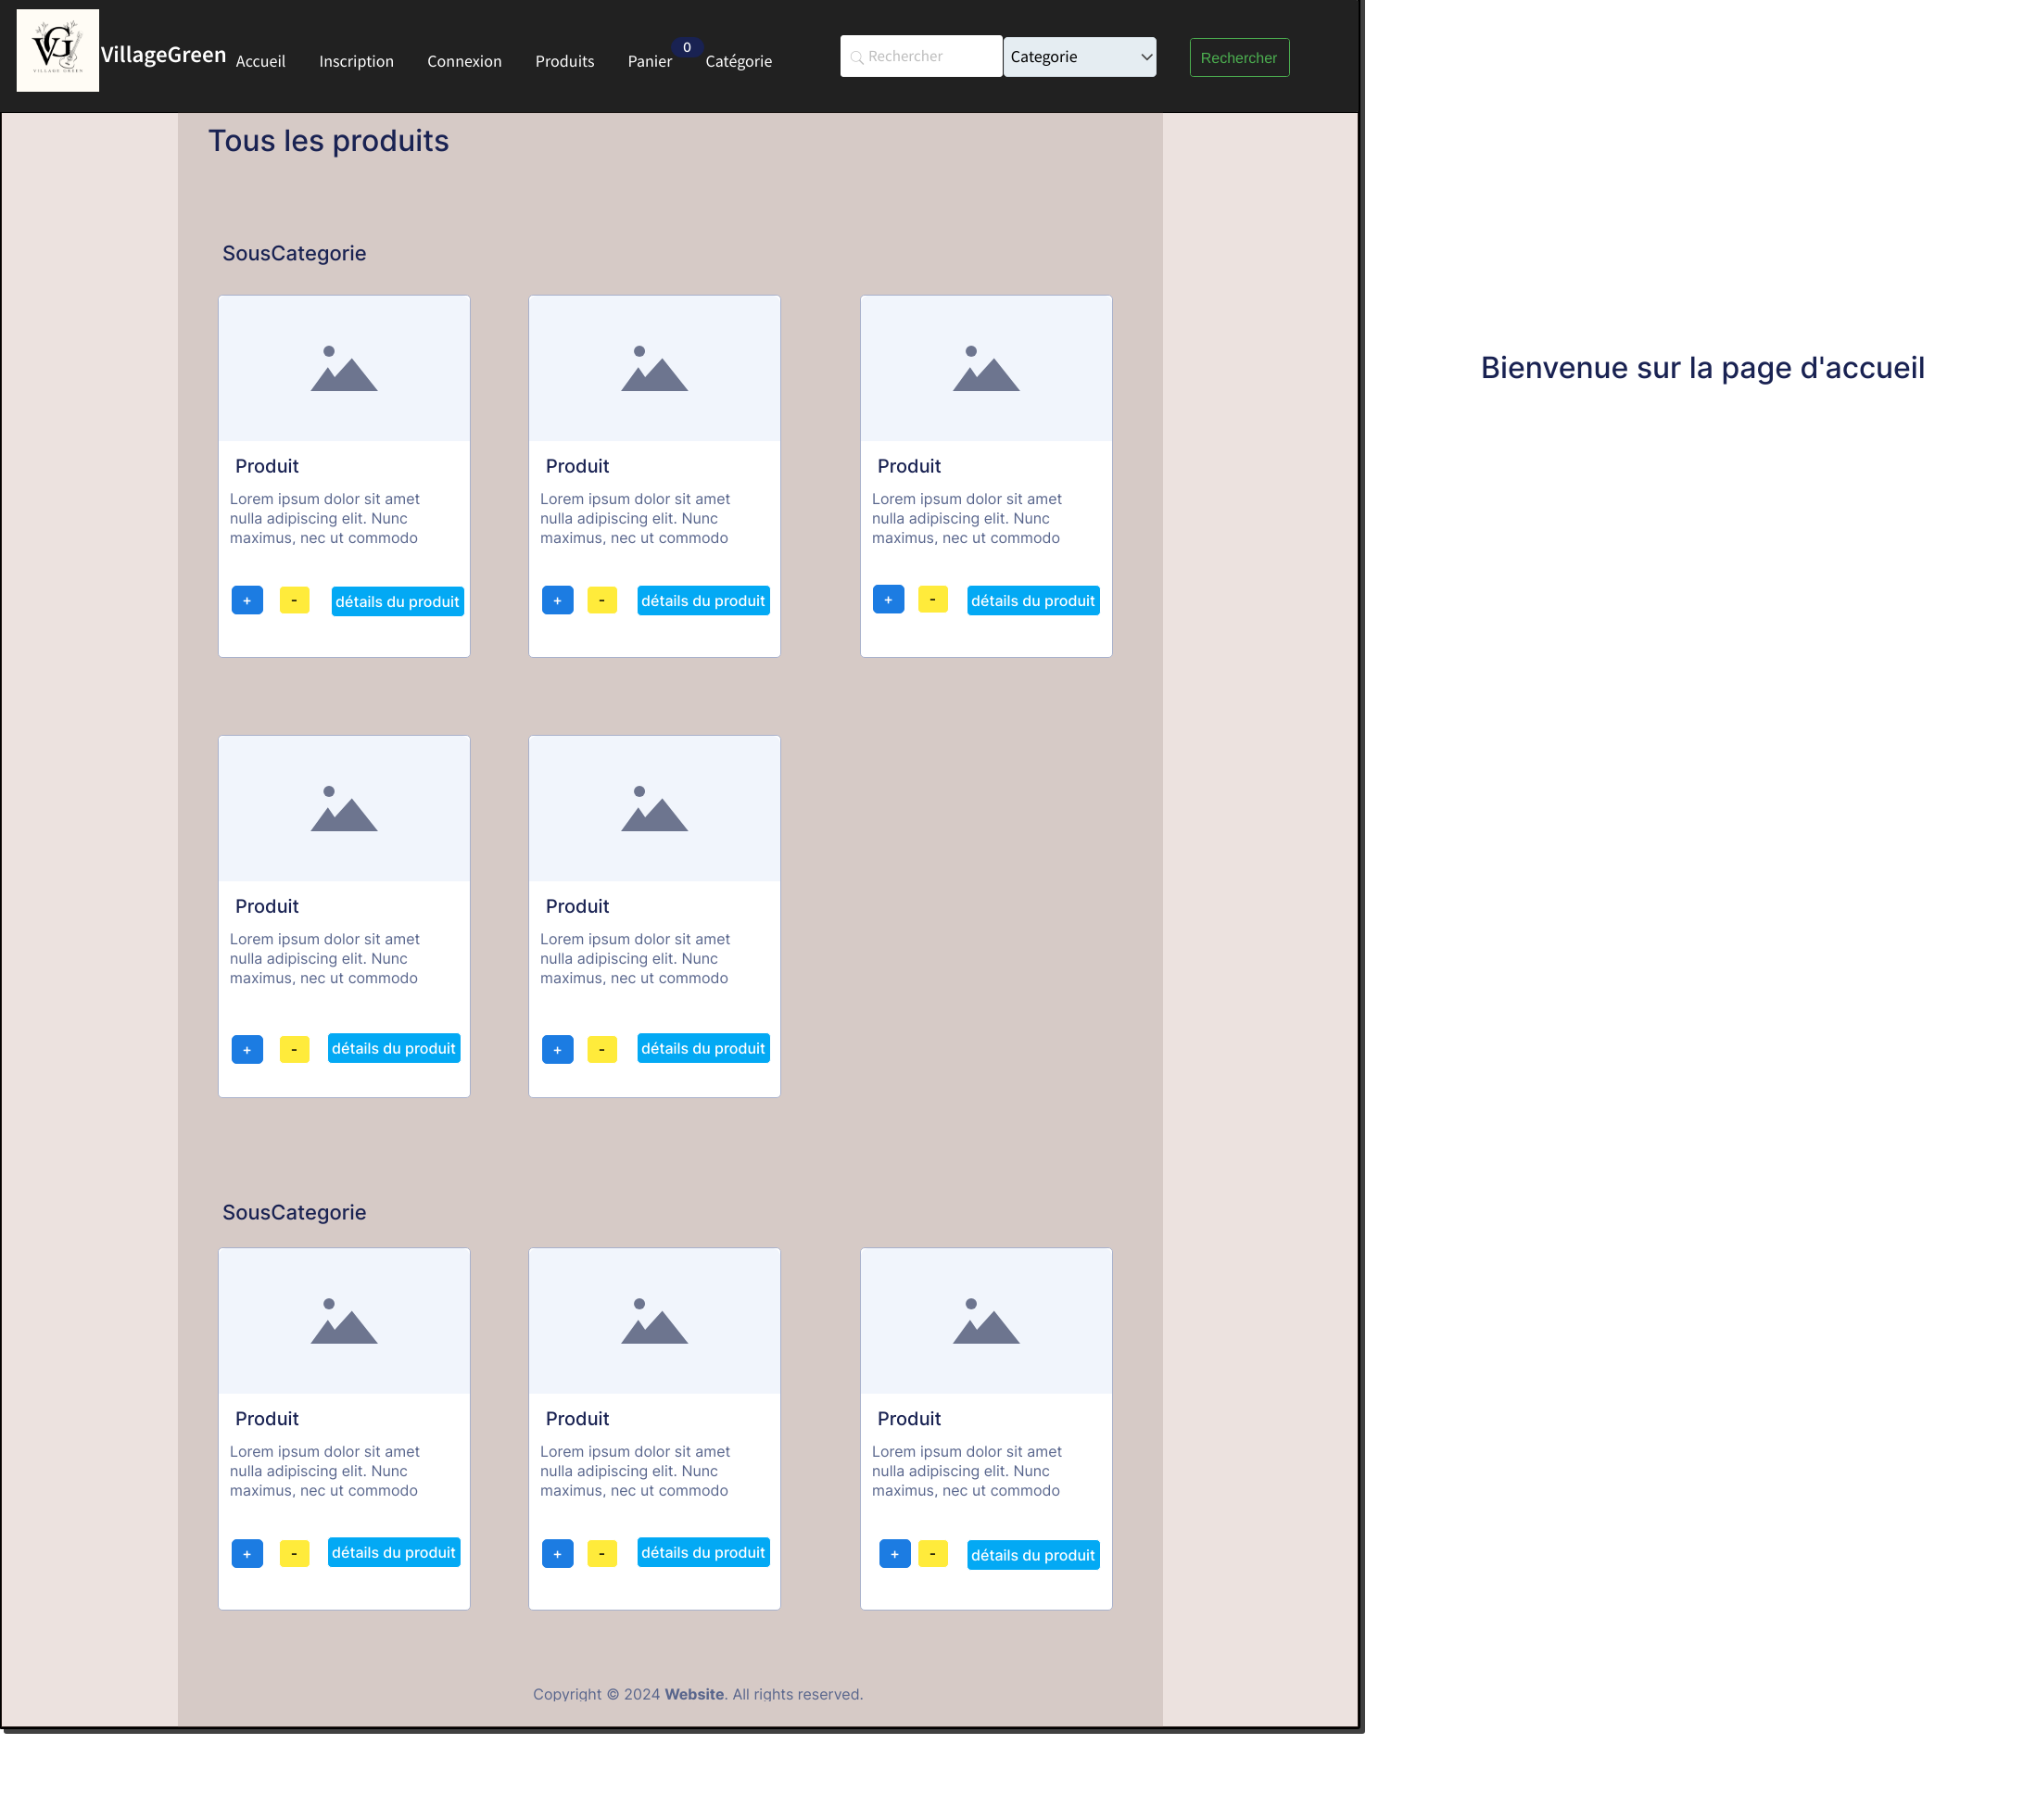 VILLAGE GREEN
VillageGreen
Accueil
Inscription
Connexion
Produits
Panier
0
Catégorie
Rechercher
Categorie
Rechercher
Tous les produits
SousCategorie
Produit
Lorem ipsum dolor sit amet
nulla adipiscing elit. Nunc
maximus, nec ut commodo
+
-
détails du produit
Produit
Lorem ipsum dolor sit amet
nulla adipiscing elit. Nunc
maximus, nec ut commodo
+
-
détails du produit
Produit
Lorem ipsum dolor sit amet
nulla adipiscing elit. Nunc
maximus, nec ut commodo
+
-
détails du produit
Produit
Lorem ipsum dolor sit amet
nulla adipiscing elit. Nunc
maximus, nec ut commodo
+
-
détails du produit
Produit
Lorem ipsum dolor sit amet
nulla adipiscing elit. Nunc
maximus, nec ut commodo
+
-
détails du produit
SousCategorie
Produit
Lorem ipsum dolor sit amet
nulla adipiscing elit. Nunc
maximus, nec ut commodo
+
-
détails du produit
Produit
Lorem ipsum dolor sit amet
nulla adipiscing elit. Nunc
maximus, nec ut commodo
+
-
détails du produit
Produit
Lorem ipsum dolor sit amet
nulla adipiscing elit. Nunc
maximus, nec ut commodo
+
-
détails du produit
Copyright © 2024 Website. All rights reserved.
Bienvenue sur la page d'accueil